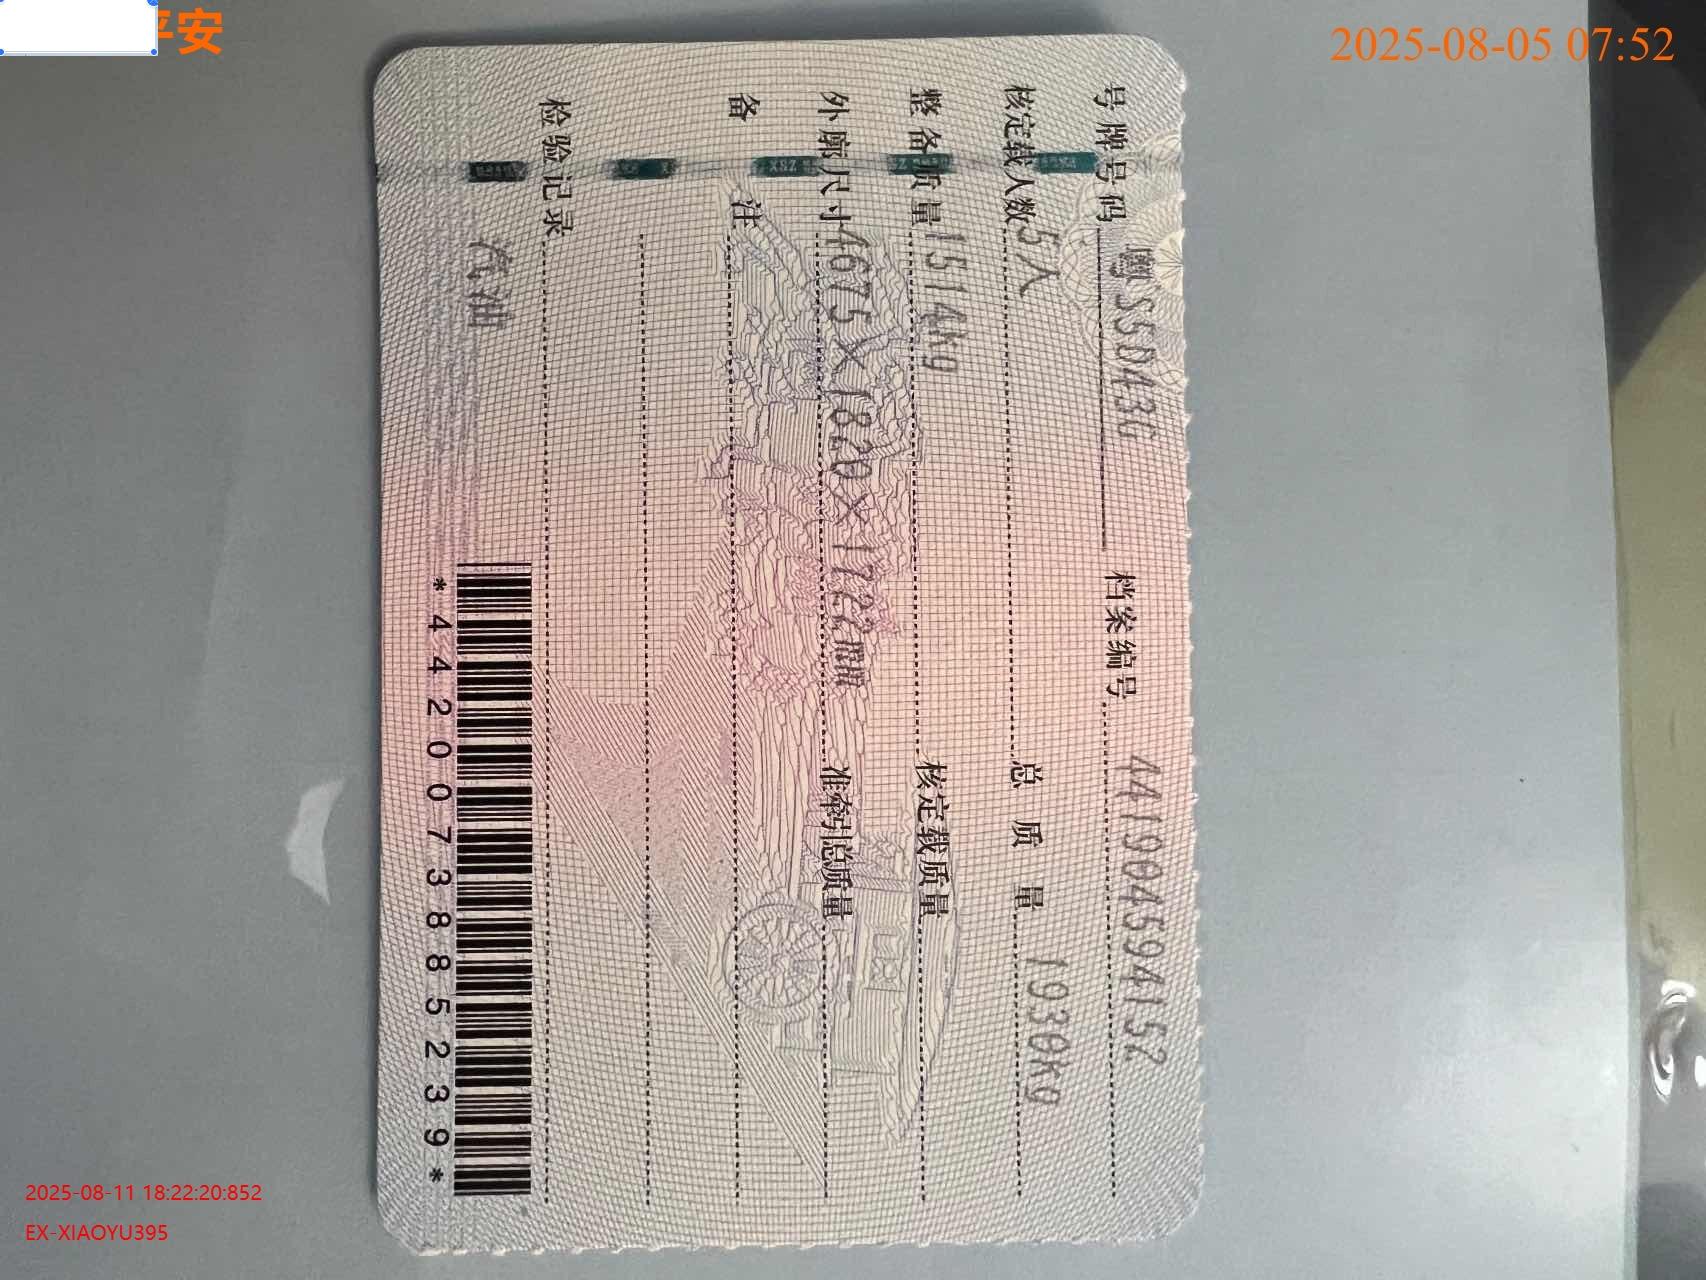 平安
2025-08-05 07:52
号牌号码 粤S5DA3G 档案编号 441904594152
核定载人数 5人 总质量 1930kg
整备质量 1514kg 核定载质量
外廓尺寸 4675×1820×1722mm 准牵引总质量
备注
检验记录
汽油
*4420073885239*
2025-08-11 18:22:20:852
EX-XIAOYU395